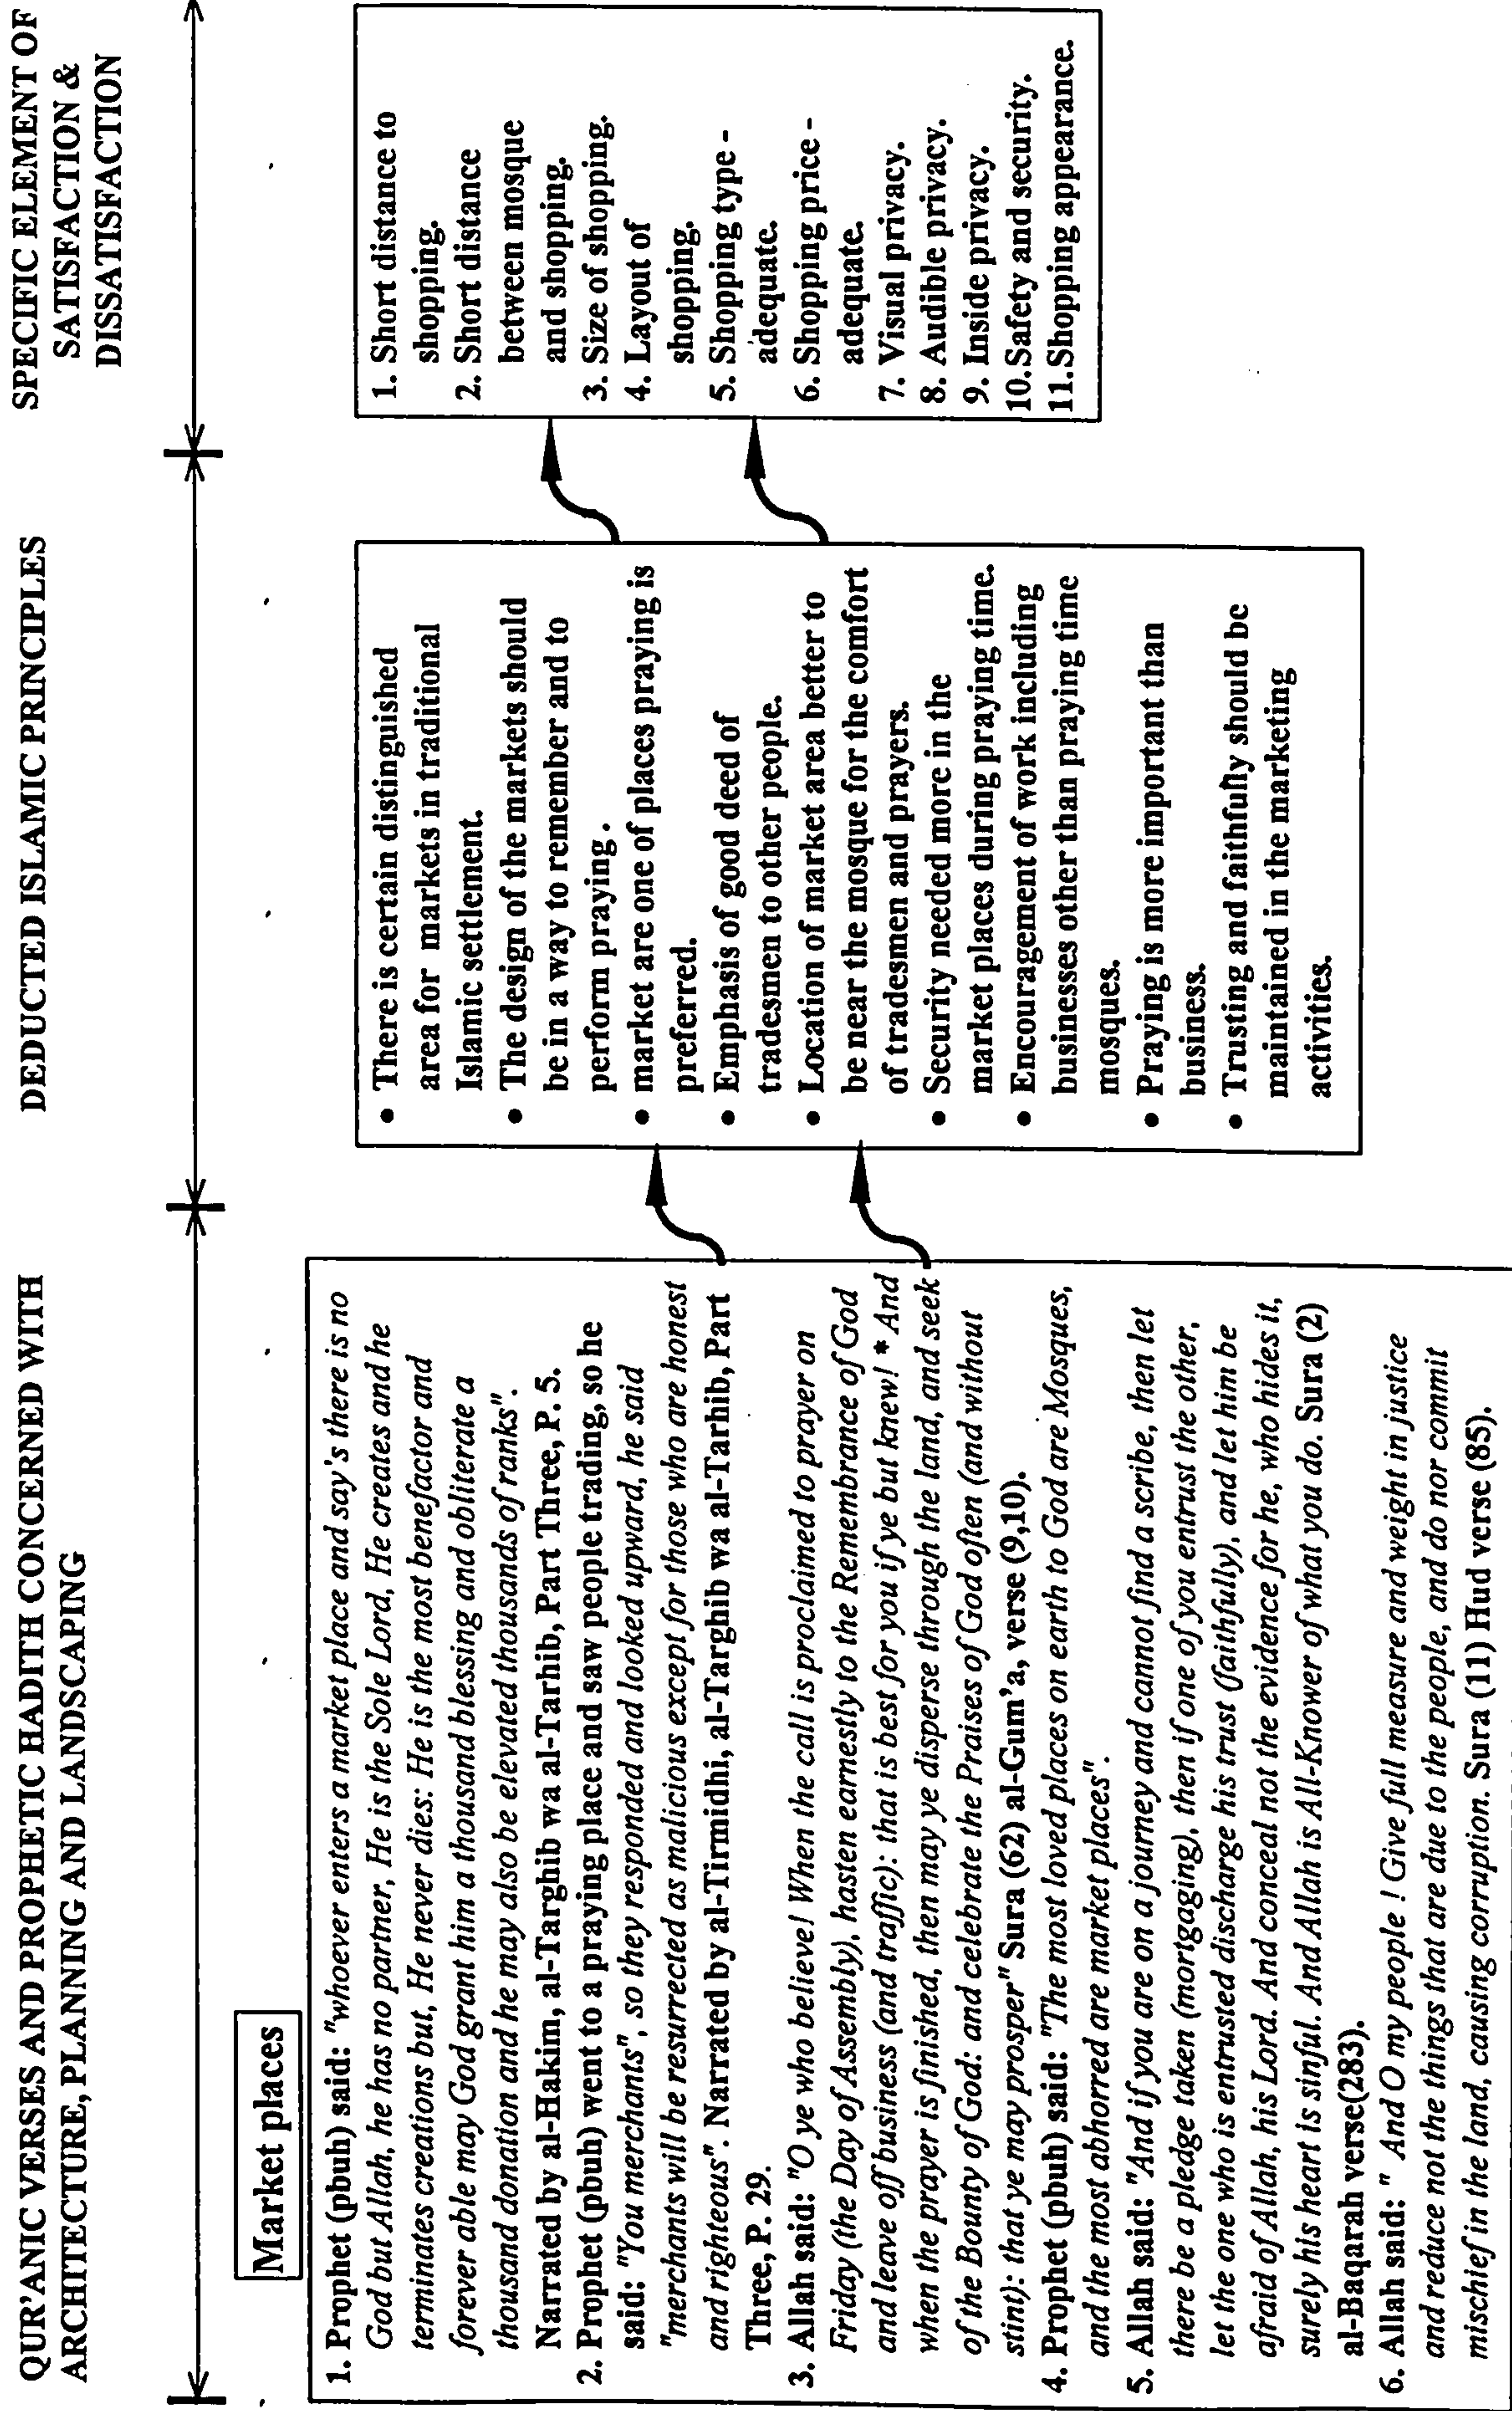 QUR'ANIC VERSES AND PROPHETIC HADITH CONCERNED WITH
ARCHITECTURE, PLANNING AND LANDSCAPING
DEDUCTED ISLAMIC PRINCIPLES
SPECIFIC ELEMENT OF
SATISFACTION &
DISSATISFACTION
Market places
1. Prophet (pbuh) said: "whoever enters a market place and say's there is no
God but Allah, he has no partner, He is the Sole Lord, He creates and he
terminates creations but, He never dies: He is the most benefactor and
forever able may God grant him a thousand blessing and obliterate a
thousand donation and he may also be elevated thousands of ranks".
Narrated by al-Hakim, al-Targhib wa al-Tarhib, Part Three, P. 5.
2. Prophet (pbuh) went to a praying place and saw people trading, so he
said: "You merchants", so they responded and looked upward, he said
"merchants will be resurrected as malicious except for those who are honest
and righteous". Narrated by al-Tirmidhi, al-Targhib wa al-Tarhib, Part
Three, P. 29.
3. Allah said: "O ye who believe! When the call is proclaimed to prayer on
Friday (the Day of Assembly), hasten earnestly to the Remembrance of God
and leave off business (and traffic): that is best for you if ye but knew! * And
when the prayer is finished, then may ye disperse through the land, and seek
of the Bounty of God: and celebrate the Praises of God often (and without
stint): that ye may prosper" Sura (62) al-Gum'a, verse (9,10).
4. Prophet (pbuh) said: "The most loved places on earth to God are Mosques,
and the most abhorred are market places".
5. Allah said: "And if you are on a journey and cannot find a scribe, then let
there be a pledge taken (mortgaging), then if one of you entrust the other,
let the one who is entrusted discharge his trust (faithfully), and let him be
afraid of Allah, his Lord. And conceal not the evidence for he, who hides it,
surely his heart is sinful. And Allah is All-Knower of what you do. Sura (2)
al-Baqarah verse(283).
6. Allah said: " And O my people ! Give full measure and weight in justice
and reduce not the things that are due to the people, and do nor commit
mischief in the land, causing corruption. Sura (11) Hud verse (85).
• There is certain distinguished
area for markets in traditional
Islamic settlement.
• The design of the markets should
be in a way to remember and to
perform praying .
• market are one of places praying is
preferred.
• Emphasis of good deed of
tradesmen to other people.
• Location of market area better to
be near the mosque for the comfort
of tradesmen and prayers.
• Security needed more in the
market places during praying time.
• Encouragement of work including
businesses other than praying time
mosques.
• Praying is more important than
business.
• Trusting and faithfully should be
maintained in the marketing
activities.
1. Short distance to
shopping.
2. Short distance
between mosque
and shopping.
3. Size of shopping.
4. Layout of
shopping.
5. Shopping type -
adequate.
6. Shopping price -
adequate.
7. Visual privacy.
8. Audible privacy.
9. Inside privacy.
10.Safety and security.
11.Shopping appearance.